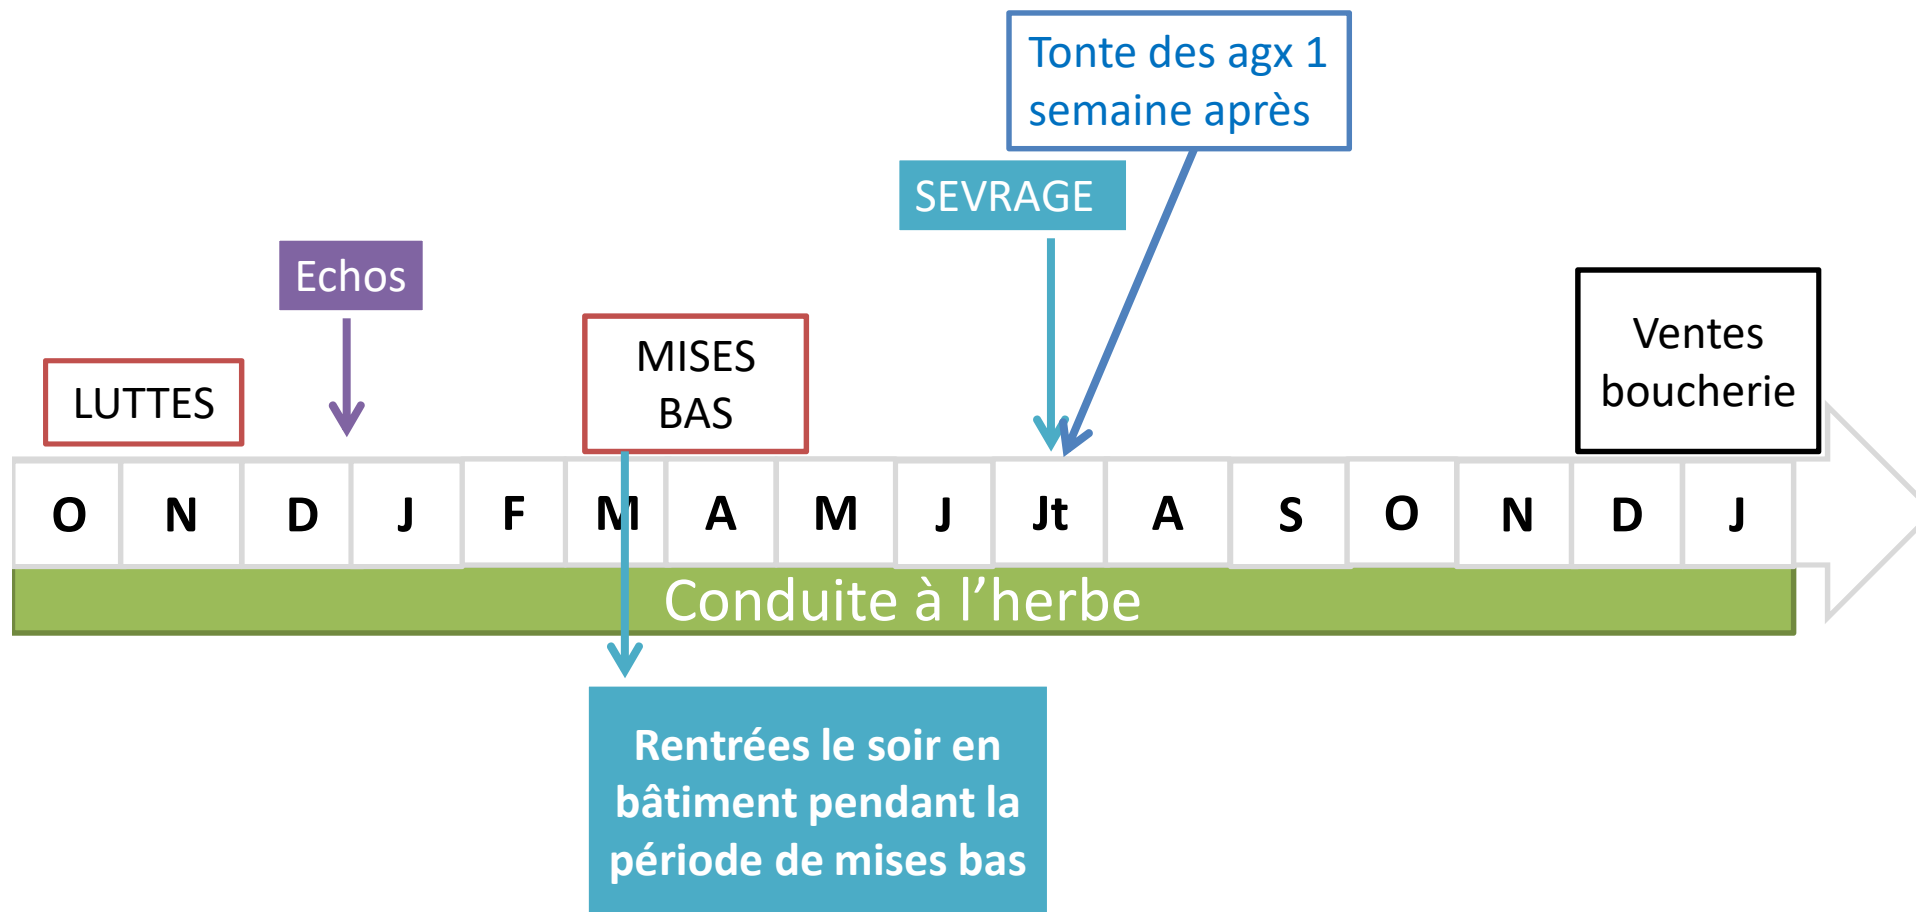 Tonte des agx 1
semaine après
SEVRAGE
Echos
MISES
BAS
LUTTES
Ventes
boucherie
O N D J F M A M J Jt A S O N D J
Conduite à l’herbe
Rentrées le soir en
bâtiment pendant la
période de mises bas